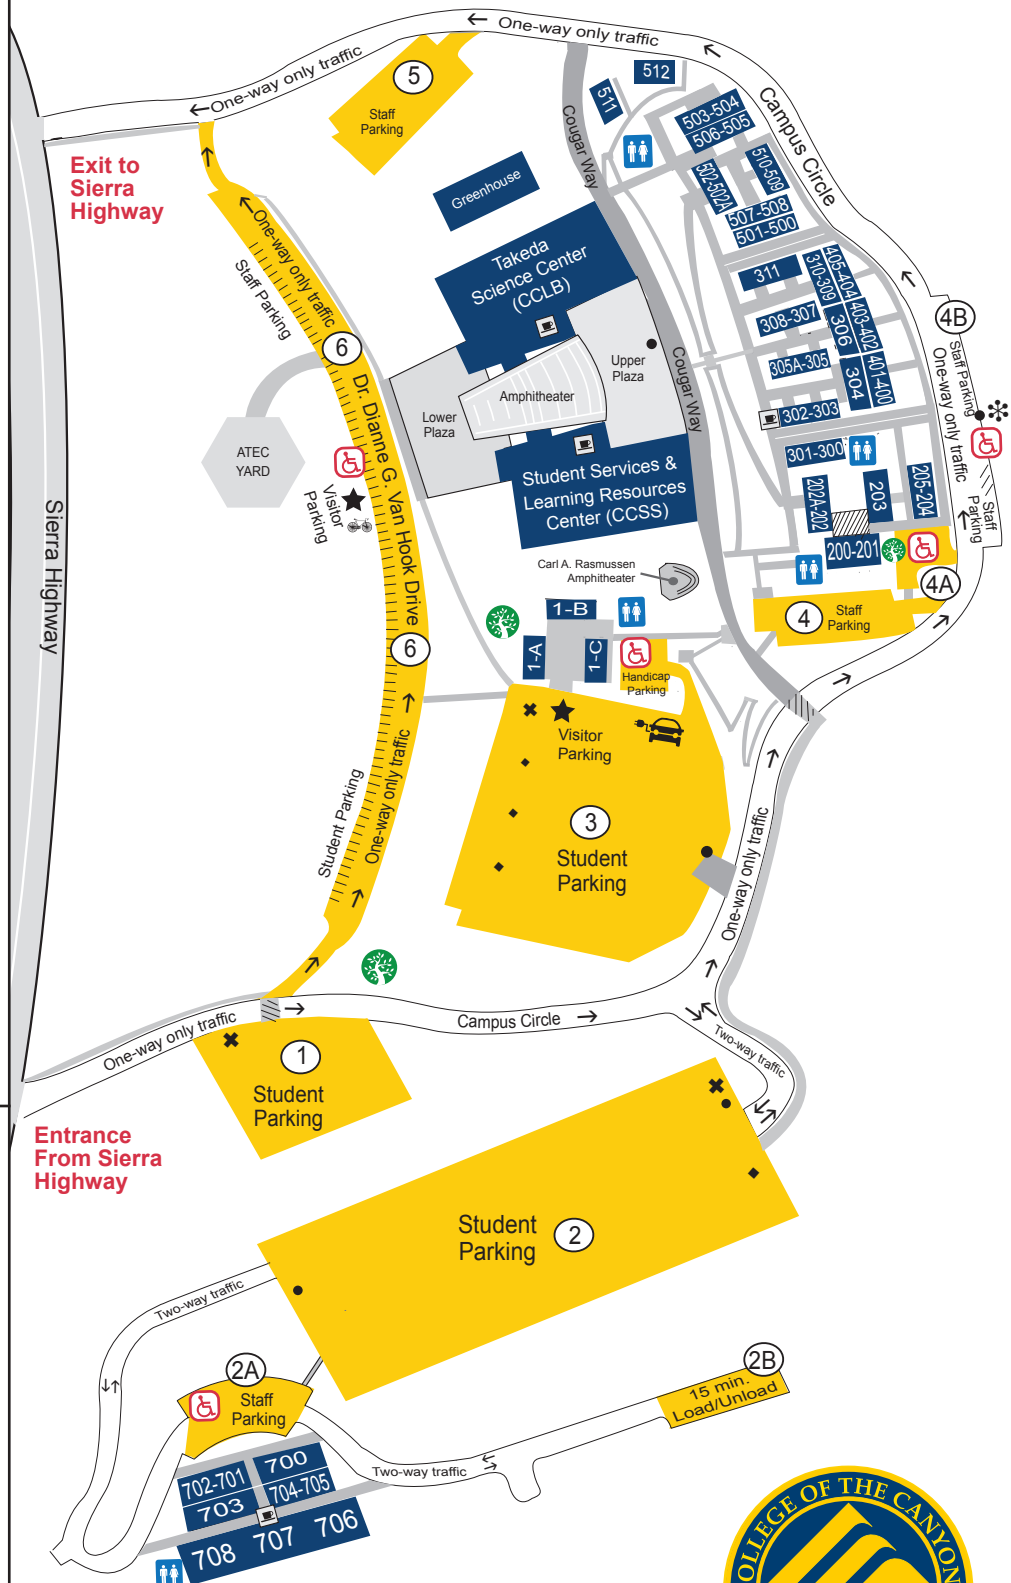 One-way only traffic
One-way only traffic
5
Staff
Parking
512
511
503-504
506-505
Campus Circle
Cougar Way
510-509
502-502A
507-508
501-500
Exit to
Sierra
Highway
Greenhouse
One-way only traffic
Staff Parking
Takeda
Science Center
(CCLB)
311
405-404
310-309
403-402
306
308-307
4B
Staff Parking
One-way only traffic
6
Dr. Dianne G. Van Hook Drive
Upper
Plaza
Cougar Way
305A-305
304
401-400
Amphitheater
Lower
Plaza
302-303
ATEC
YARD
Student Services &
Learning Resources
Center (CCSS)
301-300
202A-202
203
205-204
Staff
Parking
Visitor
Parking
Sierra Highway
200-201
Carl A. Rasmussen
Amphitheater
4A
4
Staff
Parking
1-B
1-A
1-C
6
Handicap
Parking
Visitor
Parking
One-way only traffic
Student Parking
3
Student
Parking
One-way only traffic
One-way only traffic
Campus Circle
Two-way traffic
1
Student
Parking
Entrance
From Sierra
Highway
Student
Parking
2
Two-way traffic
2A
Staff
Parking
2B
15 min.
Load/Unload
Two-way traffic
702-701
700
703
704-705
708
707
706
OLLEGE OF THE CANYON